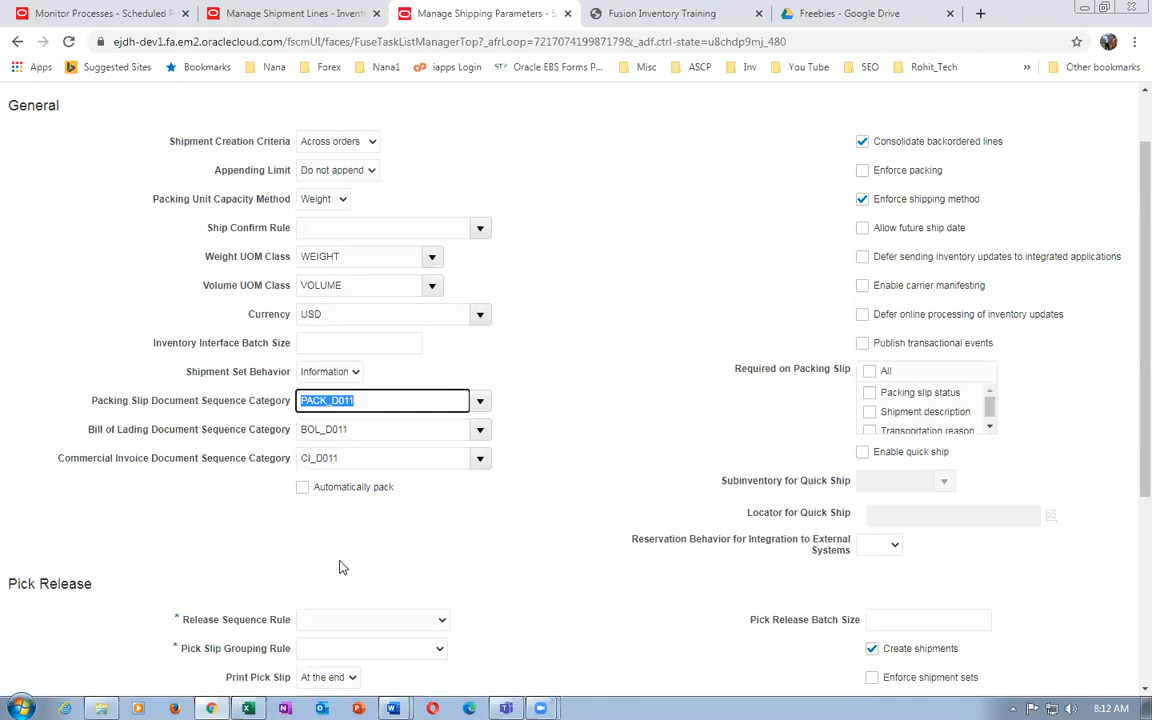 Monitor Processes - Scheduled P
Manage Shipment Lines - Invent
Manage Shipping Parameters - S
Fusion Inventory Training
Freebies - Google Drive
ejdh-dev1.fa.em2.oraclecloud.com/fscmUI/faces/FuseTaskListManagerTop?_afrLoop=7217074199871979&_adf.ctrl-state=u8chdp9mj_480
Apps
Suggested Sites
Bookmarks
Nana
Forex
Nana1
iapps Login
Oracle EBS Forms P...
Misc
ASCP
Inv
You Tube
SEO
Rohit_Tech
»
Other bookmarks
General
Shipment Creation Criteria Across orders
Appending Limit Do not append
Packing Unit Capacity Method Weight
Ship Confirm Rule
Weight UOM Class WEIGHT
Volume UOM Class VOLUME
Currency USD
Inventory Interface Batch Size
Shipment Set Behavior Information
Packing Slip Document Sequence Category PACK_D011
Bill of Lading Document Sequence Category BOL_D011
Commercial Invoice Document Sequence Category CI_D011
Automatically pack
Consolidate backordered lines
Enforce packing
Enforce shipping method
Allow future ship date
Defer sending inventory updates to integrated applications
Enable carrier manifesting
Defer online processing of inventory updates
Publish transactional events
Required on Packing Slip All
Packing slip status
Shipment description
Transportation reason
Enable quick ship
Subinventory for Quick Ship
Locator for Quick Ship
Reservation Behavior for Integration to External
Systems
Pick Release
* Release Sequence Rule
* Pick Slip Grouping Rule
Print Pick Slip At the end
Pick Release Batch Size
Create shipments
Enforce shipment sets
8:12 AM